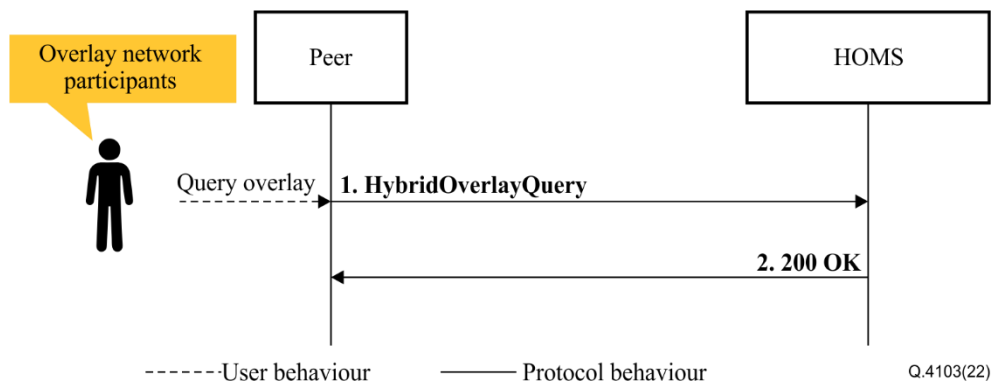 Overlay network
participants
Peer
HOMS
Query overlay
1. HybridOverlayQuery
2. 200 OK
User behaviour
Protocol behaviour
Q.4103(22)